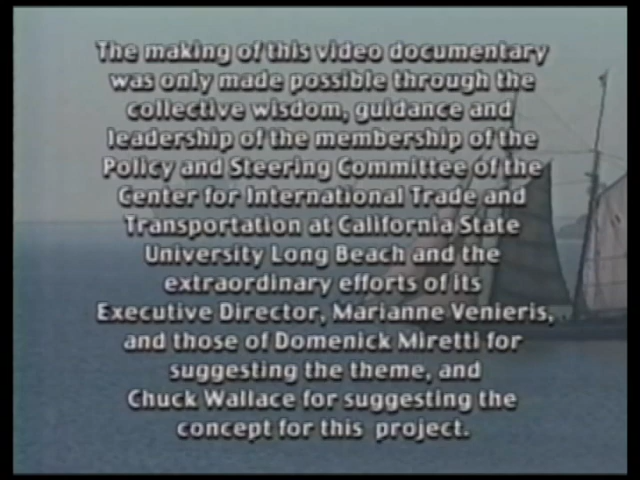 The making of this video documentary
was only made possible through the
collective wisdom, guidance and
leadership of the membership of the
Policy and Steering Committee of the
Center for International Trade and
Transportation at California State
University Long Beach and the
extraordinary efforts of its
Executive Director, Marianne Venieris,
and those of Domenick Miretti for
suggesting the theme, and
Chuck Wallace for suggesting the
concept for this project.